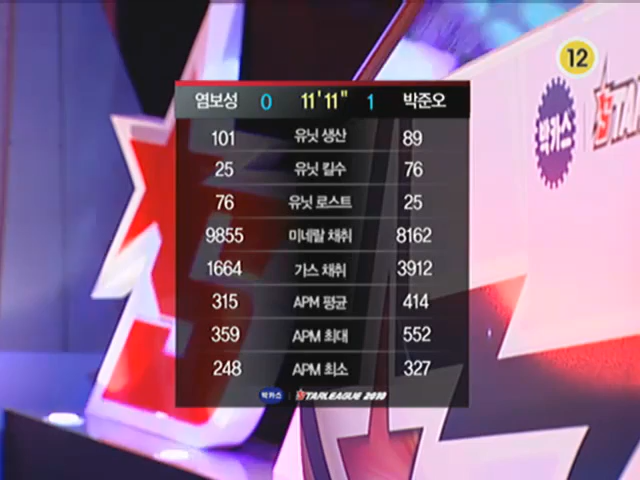 12
염보성 0 11'11" 1 박준오
101 유닛 생산 89
25 유닛 킬수 76
76 유닛 로스트 25
9855 미네랄 채취 8162
1664 가스 채취 3912
315 APM 평균 414
359 APM 최대 552
248 APM 최소 327
박카스 STARLEAGUE 2010
박카스 STAR